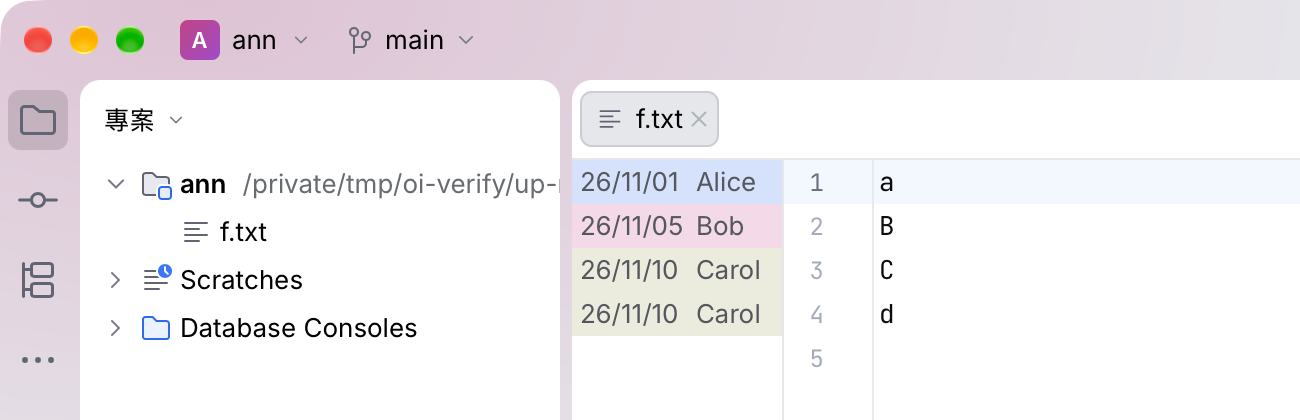 A ann main
專案
ann /private/tmp/oi-verify/up-
f.txt
Scratches
Database Consoles
f.txt
26/11/01 Alice 1 a
26/11/05 Bob 2 B
26/11/10 Carol 3 C
26/11/10 Carol 4 d
5